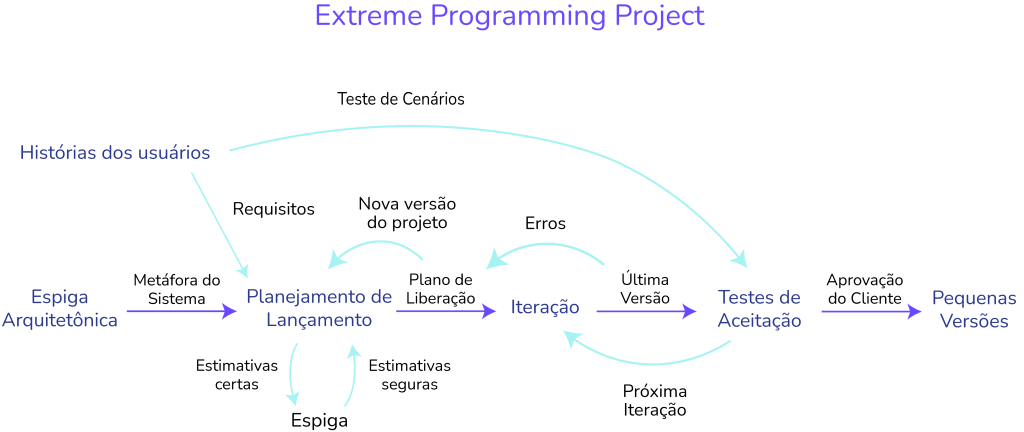 Extreme Programming Project
Teste de Cenários
Histórias dos usuários
Requisitos
Nova versão
do projeto
Erros
Metáfora do
Sistema
Plano de
Liberação
Última
Versão
Aprovação
do Cliente
Espiga
Arquitetônica
Planejamento de
Lançamento
Iteração
Testes de
Aceitação
Pequenas
Versões
Estimativas
certas
Estimativas
seguras
Próxima
Iteração
Espiga